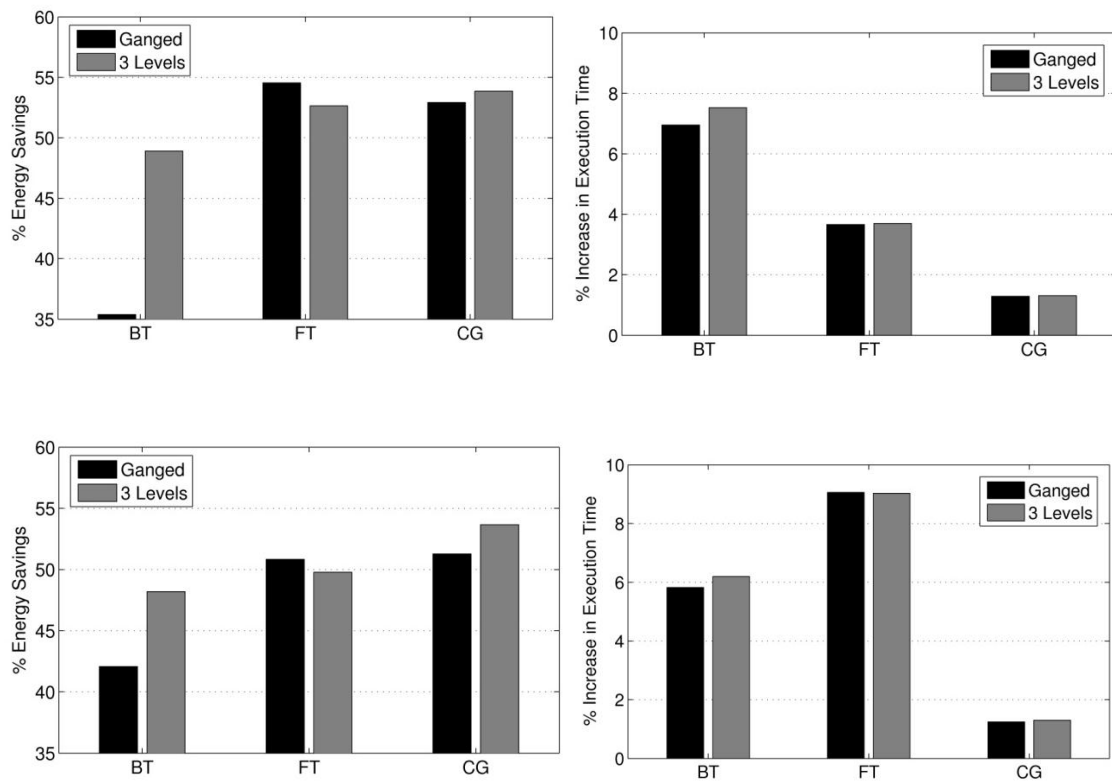 60
55
50
45
40
35
% Energy Savings
Ganged
3 Levels
BT FT CG
10
8
6
4
2
0
% Increase in Execution Time
Ganged
3 Levels
BT FT CG
60
55
50
45
40
35
% Energy Savings
Ganged
3 Levels
BT FT CG
10
8
6
4
2
0
% Increase in Execution Time
Ganged
3 Levels
BT FT CG